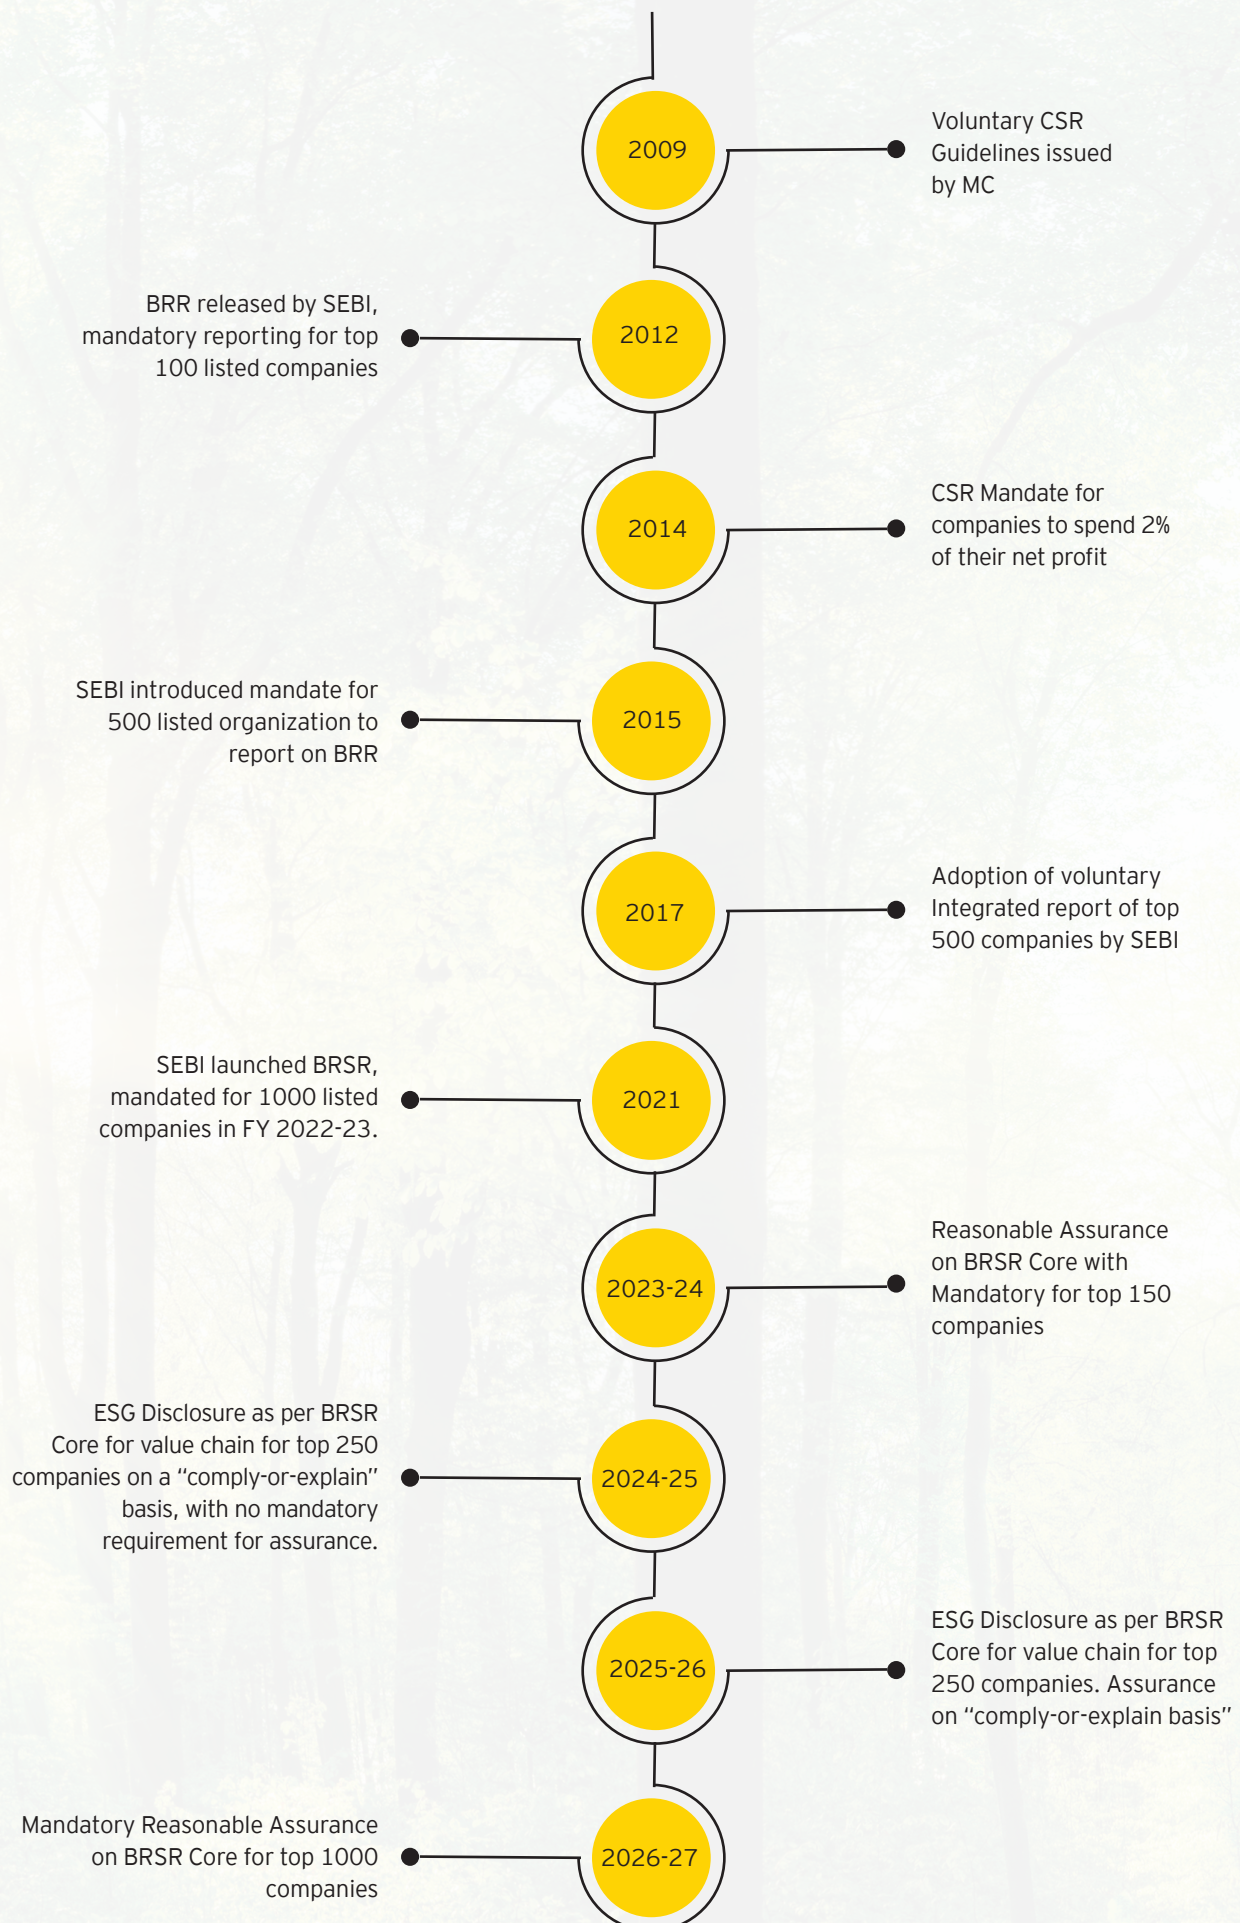 2009
Voluntary CSR
Guidelines issued
by MC
BRR released by SEBI,
mandatory reporting for top
100 listed companies
2012
2014
CSR Mandate for
companies to spend 2%
of their net profit
SEBI introduced mandate for
500 listed organization to
report on BRR
2015
2017
Adoption of voluntary
Integrated report of top
500 companies by SEBI
SEBI launched BRSR,
mandated for 1000 listed
companies in FY 2022-23.
2021
2023-24
Reasonable Assurance
on BRSR Core with
Mandatory for top 150
companies
ESG Disclosure as per BRSR
Core for value chain for top 250
companies on a “comply-or-explain”
basis, with no mandatory
requirement for assurance.
2024-25
2025-26
ESG Disclosure as per BRSR
Core for value chain for top
250 companies. Assurance
on “comply-or-explain basis”
Mandatory Reasonable Assurance
on BRSR Core for top 1000
companies
2026-27